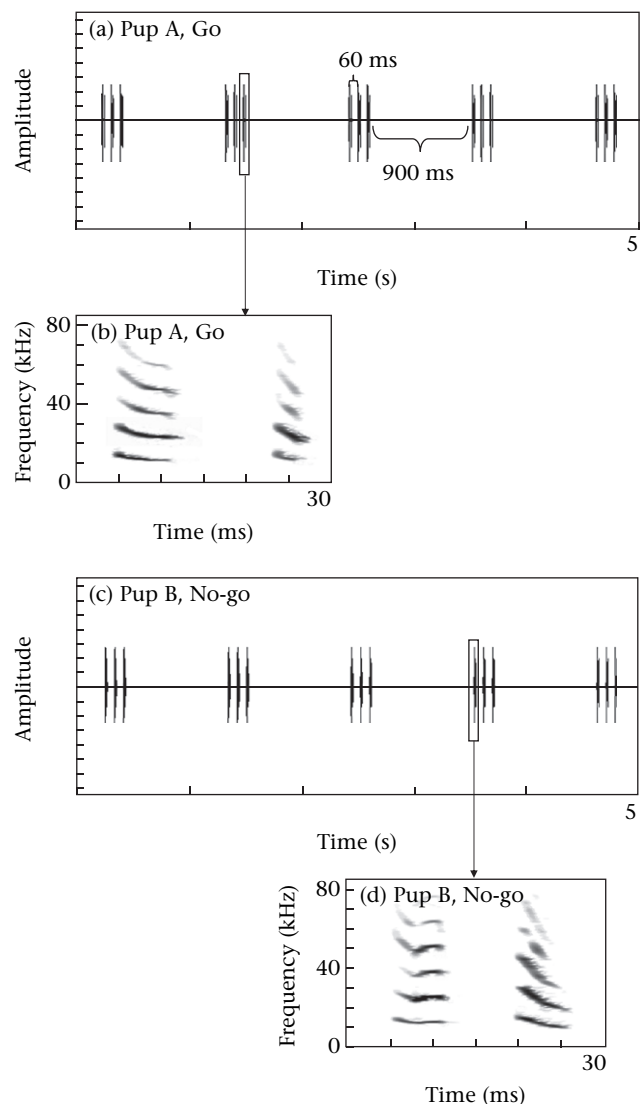 (a) Pup A, Go
60 ms
Amplitude
900 ms
5
Time (s)
(b) Pup A, Go
80
40
0
Frequency (kHz)
30
Time (ms)
(c) Pup B, No-go
Amplitude
5
Time (s)
(d) Pup B, No-go
80
40
0
Frequency (kHz)
30
Time (ms)